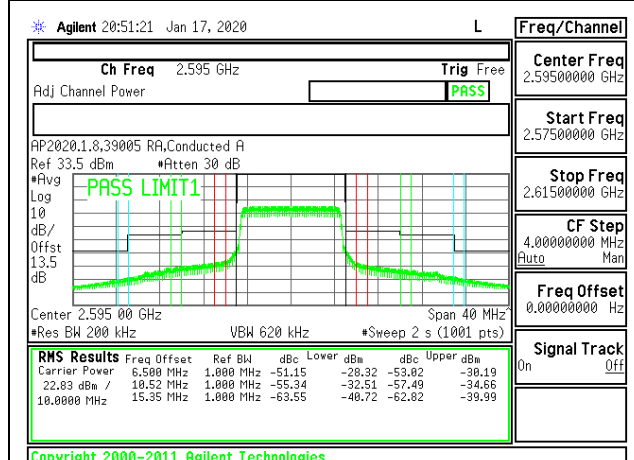 Agilent 20:51:21 Jan 17, 2020 L
Freq/Channel
Ch Freq 2.595 GHz Trig Free
Adj Channel Power PASS
AP2020.1.8,39005 RA,Conducted A
Ref 33.5 dBm #Atten 30 dB
#Avg
Log
10
dB/
Offst
13.5
dB
PASS LIMIT1
Center 2.595 00 GHz Span 40 MHz^
#Res BW 200 kHz VBW 620 kHz #Sweep 2 s (1001 pts)
RMS Results Freq Offset Ref BW dBc Lower dBm dBc Upper dBm
Carrier Power 6.500 MHz 1.000 MHz -51.15 -28.32 -53.02 -30.19
22.83 dBm / 10.52 MHz 1.000 MHz -55.34 -32.51 -57.49 -34.66
10.0000 MHz 15.35 MHz 1.000 MHz -63.55 -40.72 -62.82 -39.99
Copyright 2000-2011 Agilent Technologies
Center Freq
2.59500000 GHz
Start Freq
2.57500000 GHz
Stop Freq
2.61500000 GHz
CF Step
4.00000000 MHz
Auto Man
Freq Offset
0.00000000 Hz
Signal Track
On Off